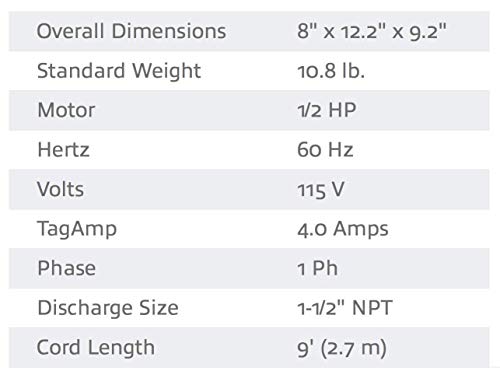 Overall Dimensions 8" x 12.2" x 9.2"
Standard Weight 10.8 lb.
Motor 1/2 HP
Hertz 60 Hz
Volts 115 V
TagAmp 4.0 Amps
Phase 1 Ph
Discharge Size 1-1/2" NPT
Cord Length 9' (2.7 m)